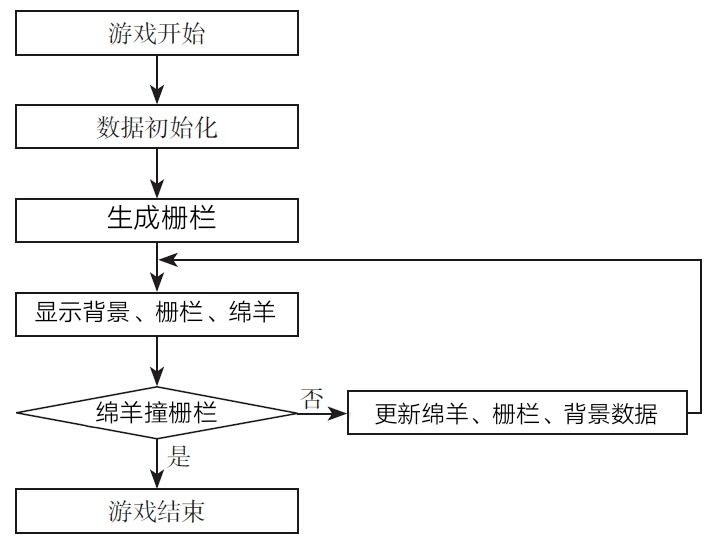 游戏开始
数据初始化
生成栅栏
显示背景、栅栏、绵羊
绵羊撞栅栏
否
更新绵羊、栅栏、背景数据
是
游戏结束